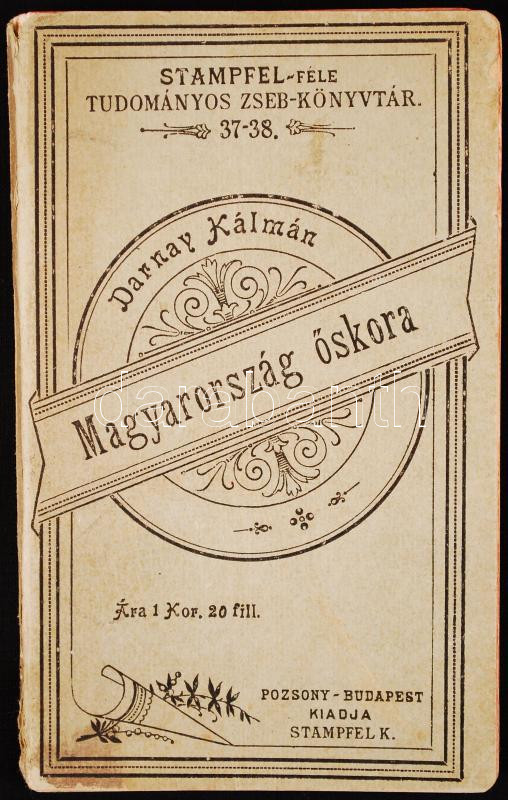 STAMPFEL-FÉLE
TUDOMÁNYOS ZSEB-KÖNYVTÁR.
37-38.
Darnay Kálmán
Magyarország őskora
darabanth
Ára 1 Kor. 20 fill.
POZSONY-BUDAPEST
KIADJA
STAMPFEL K.